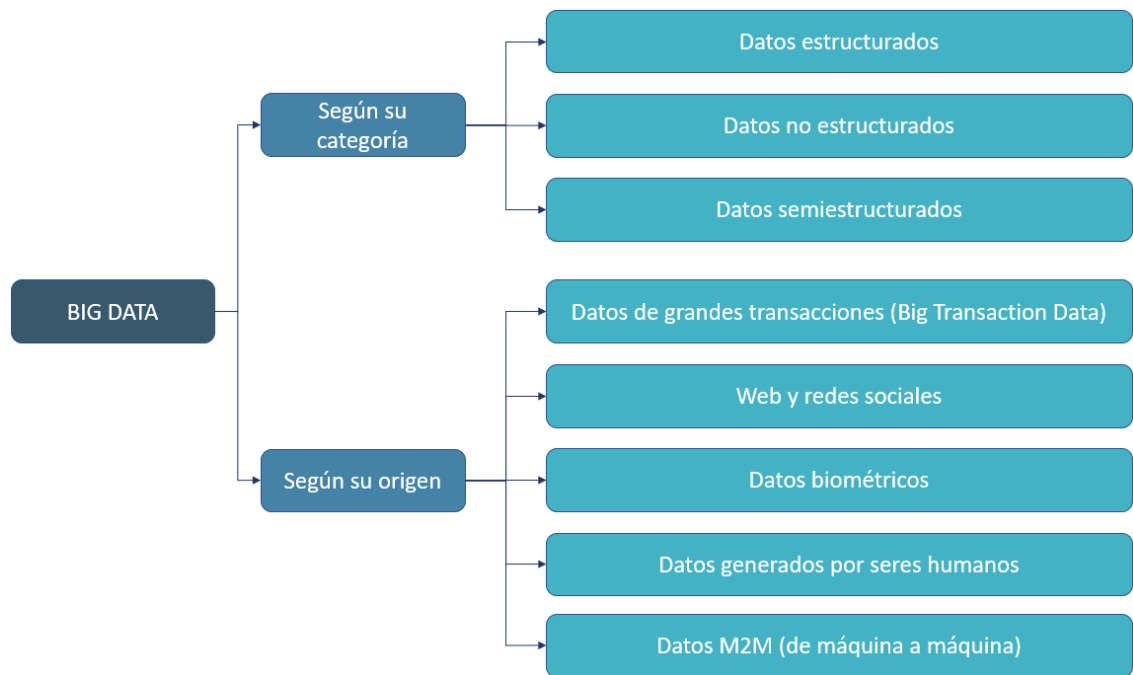 BIG DATA
Según su
categoría
Datos estructurados
Datos no estructurados
Datos semiestructurados
Según su origen
Datos de grandes transacciones (Big Transaction Data)
Web y redes sociales
Datos biométricos
Datos generados por seres humanos
Datos M2M (de máquina a máquina)